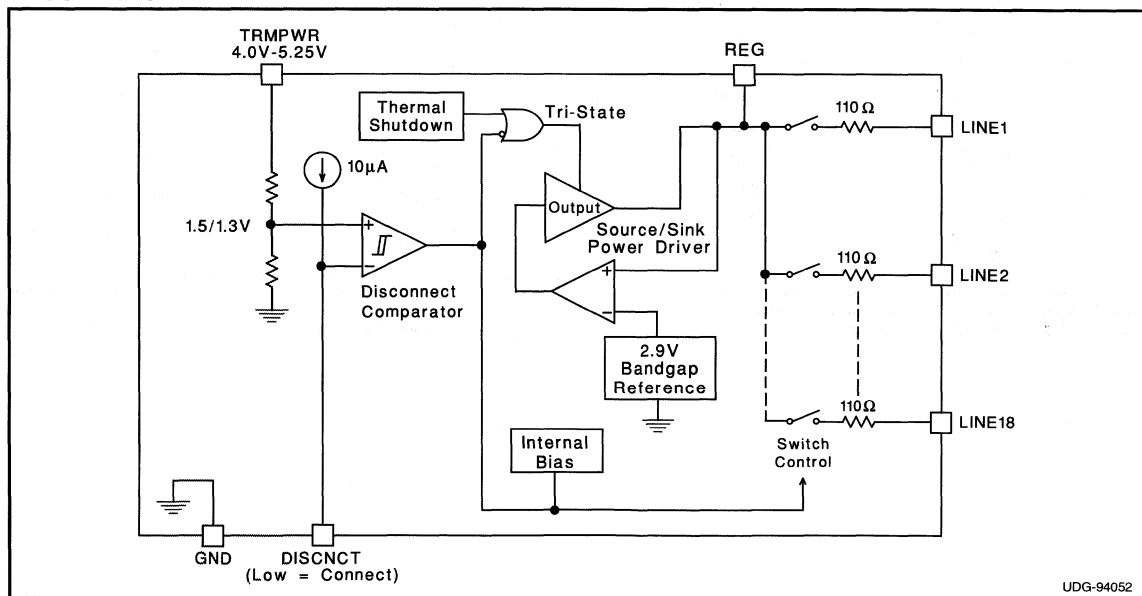 TRMPWR
4.0V-5.25V
REG
Thermal
Shutdown
Tri-State
110Ω
LINE1
10µA
1.5/1.3V
+
−
Output
Source/Sink
Power Driver
Disconnect
Comparator
+
−
110Ω
LINE2
2.9V
Bandgap
Reference
110Ω
LINE18
Internal
Bias
Switch
Control
GND
DISCNCT
(Low = Connect)
UDG-94052